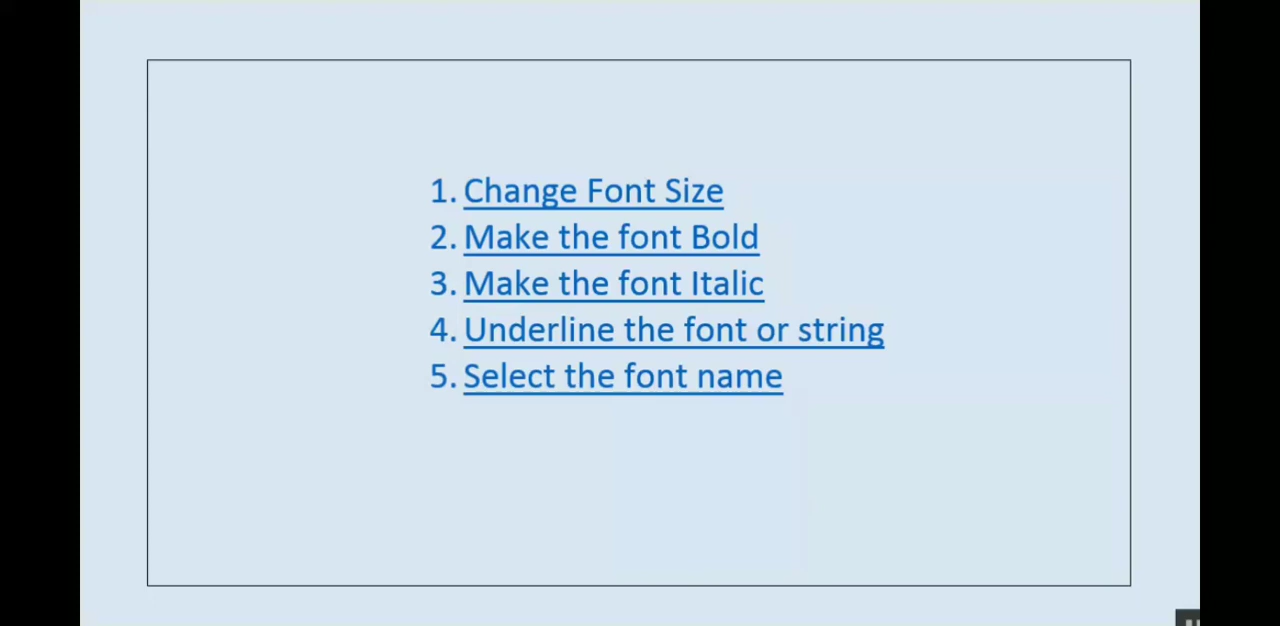 1. Change Font Size
2. Make the font Bold
3. Make the font Italic
4. Underline the font or string
5. Select the font name